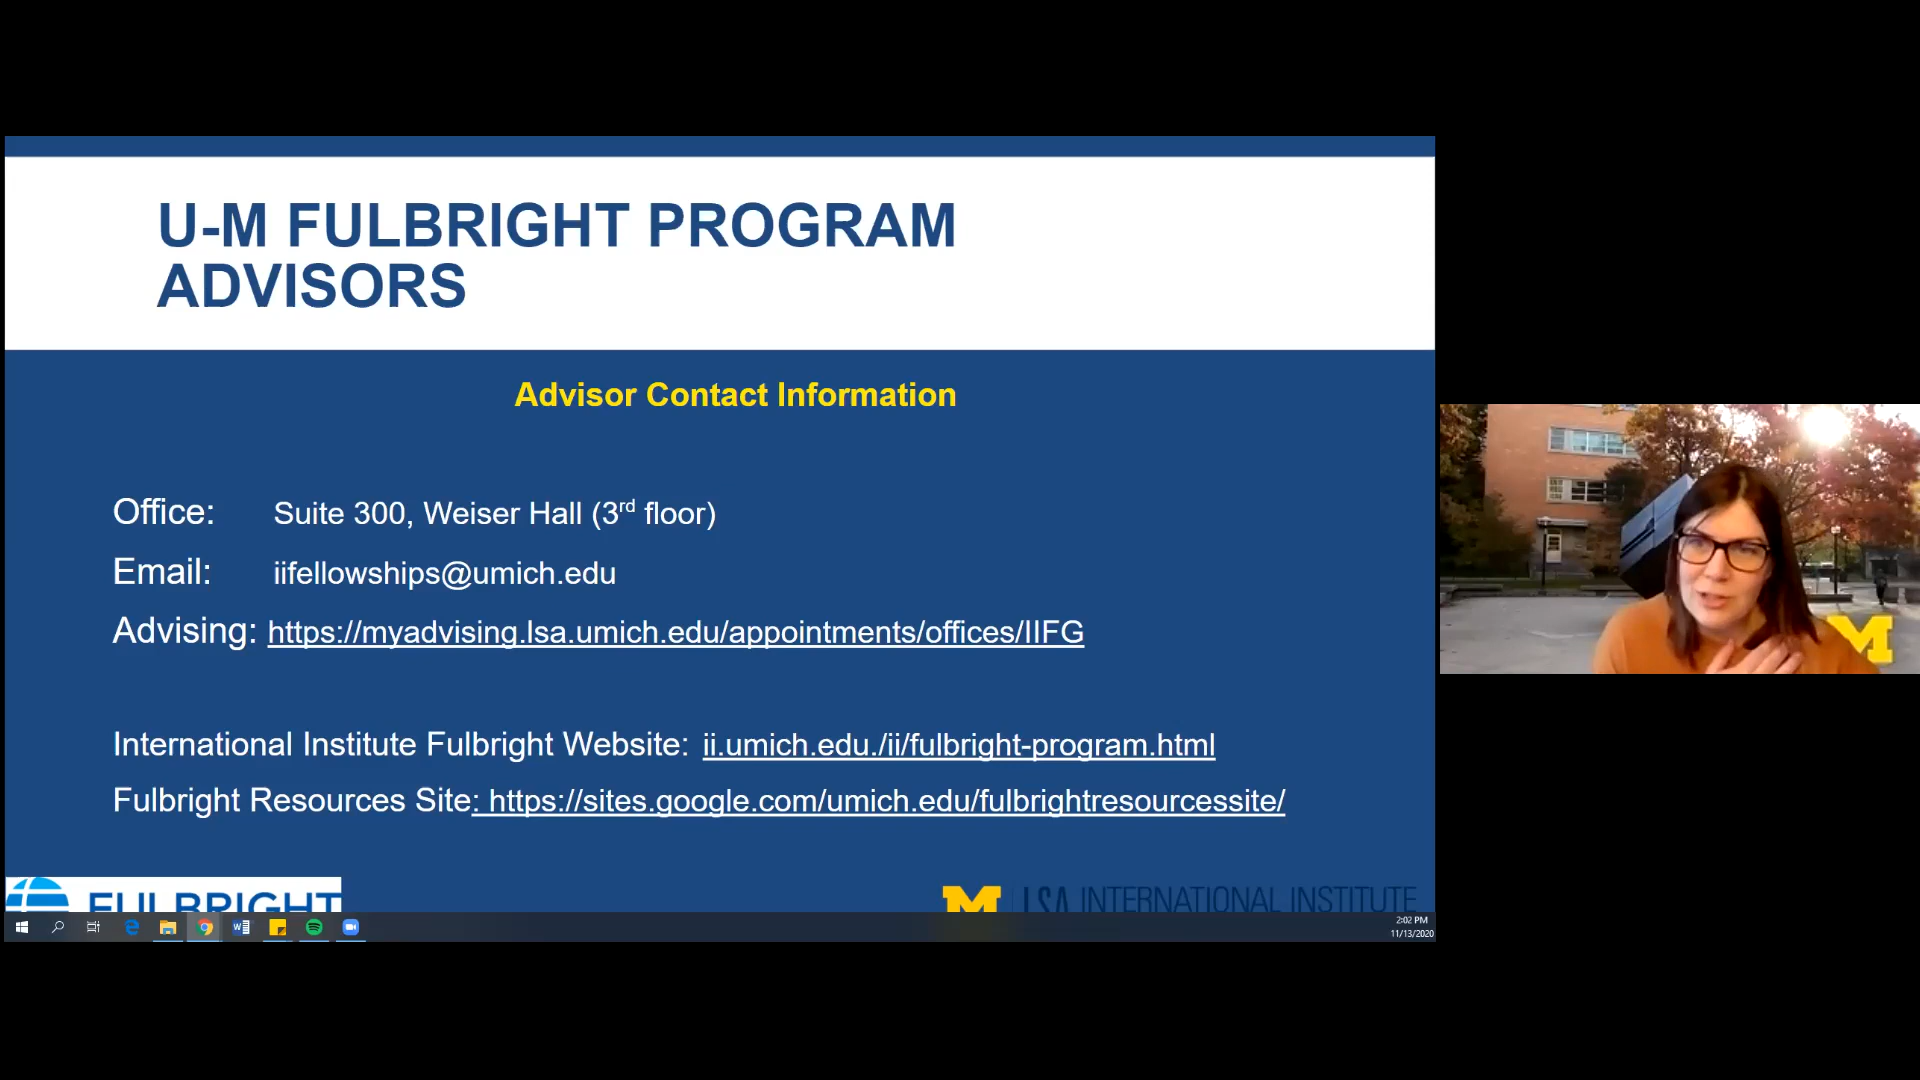 U-M FULBRIGHT PROGRAM
ADVISORS
Advisor Contact Information
Office: Suite 300, Weiser Hall (3rd floor)
Email: iifellowships@umich.edu
Advising: https://myadvising.lsa.umich.edu/appointments/offices/IIFG
International Institute Fulbright Website: ii.umich.edu./ii/fulbright-program.html
Fulbright Resources Site: https://sites.google.com/umich.edu/fulbrightresourcessite/
FULBRIGHT
M LSA INTERNATIONAL INSTITUTE
2:02 PM
11/13/2020
M